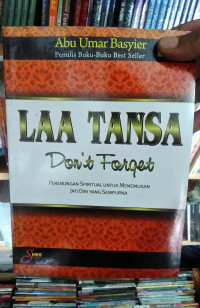 Abu Umar Basyier
Penulis Buku-Buku Best Seller
LAA TANSA
Don't Forget
PERENUNGAN SPIRITUAL UNTUK MENEMUKAN
JATI DIRI YANG SEMPURNA